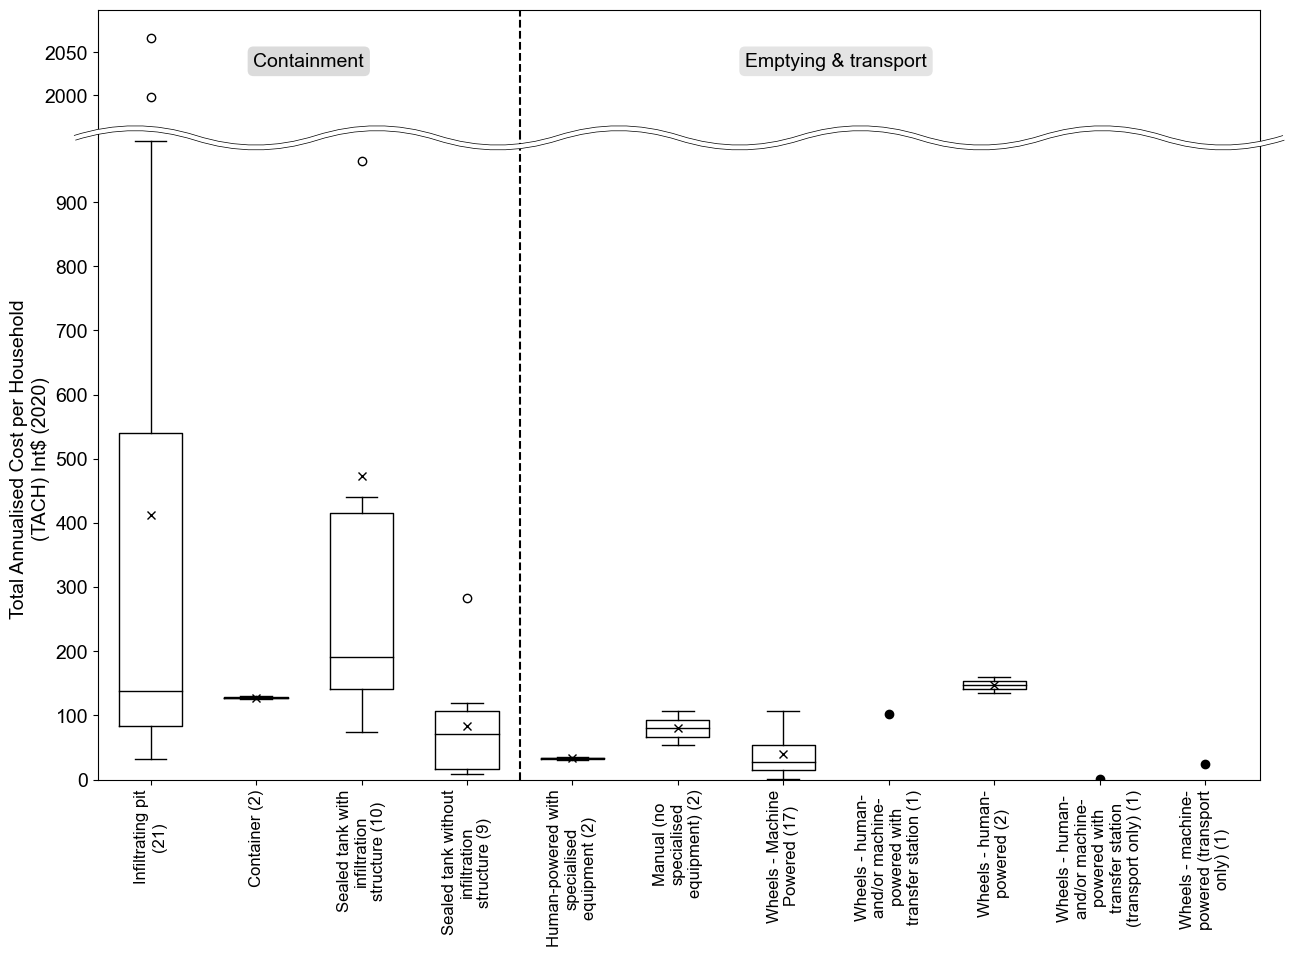 Containment
Emptying & transport
2050
2000
900
800
700
600
500
400
300
200
100
0
Total Annualised Cost per Household
(TACH) Int$ (2020)
Infiltrating pit
(21)
Container (2)
Sealed tank with
infiltration
structure (10)
Sealed tank without
infiltration
structure (9)
Human-powered with
specialised
equipment (2)
Manual (no
specialised
equipment) (2)
Wheels - Machine
Powered (17)
Wheels - human-
and/or machine-
powered with
transfer station (1)
Wheels - human-
powered (2)
Wheels - human-
and/or machine-
powered with
transfer station
(transport only) (1)
Wheels - machine-
powered (transport
only) (1)